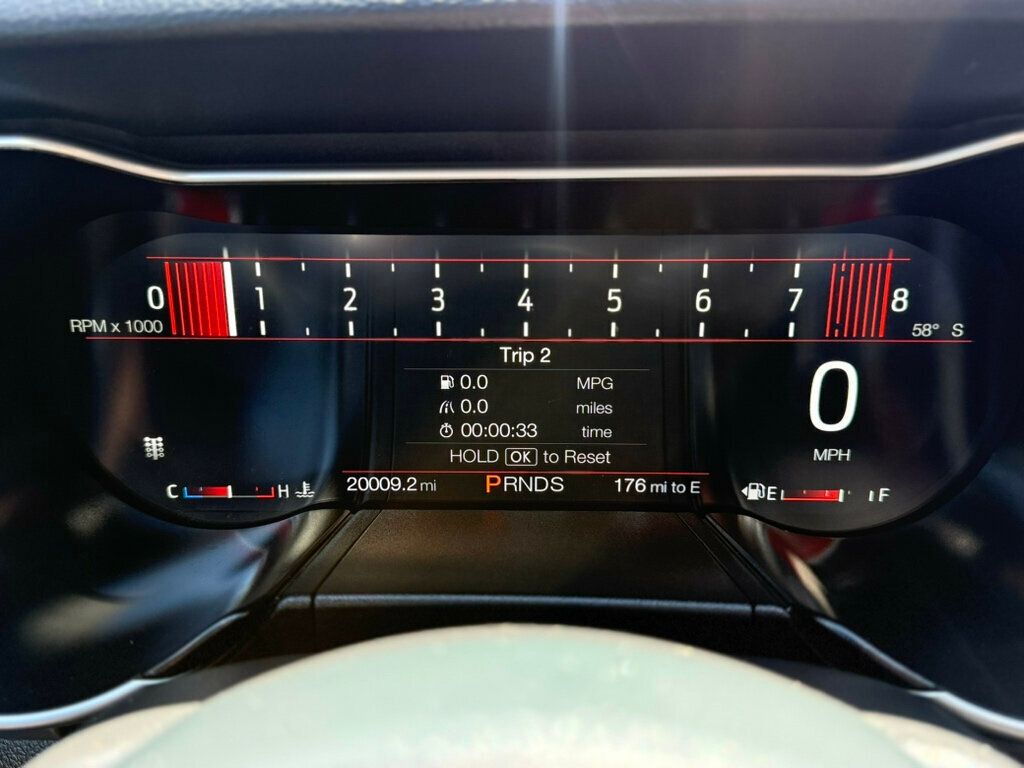 0 1 2 3 4 5 6 7 8
RPM x 1000
58° S
Trip 2
0.0 MPG
0.0 miles
00:00:33 time
HOLD OK to Reset
0
MPH
C H
20009.2 mi PRNDS 176 mi to E
E F